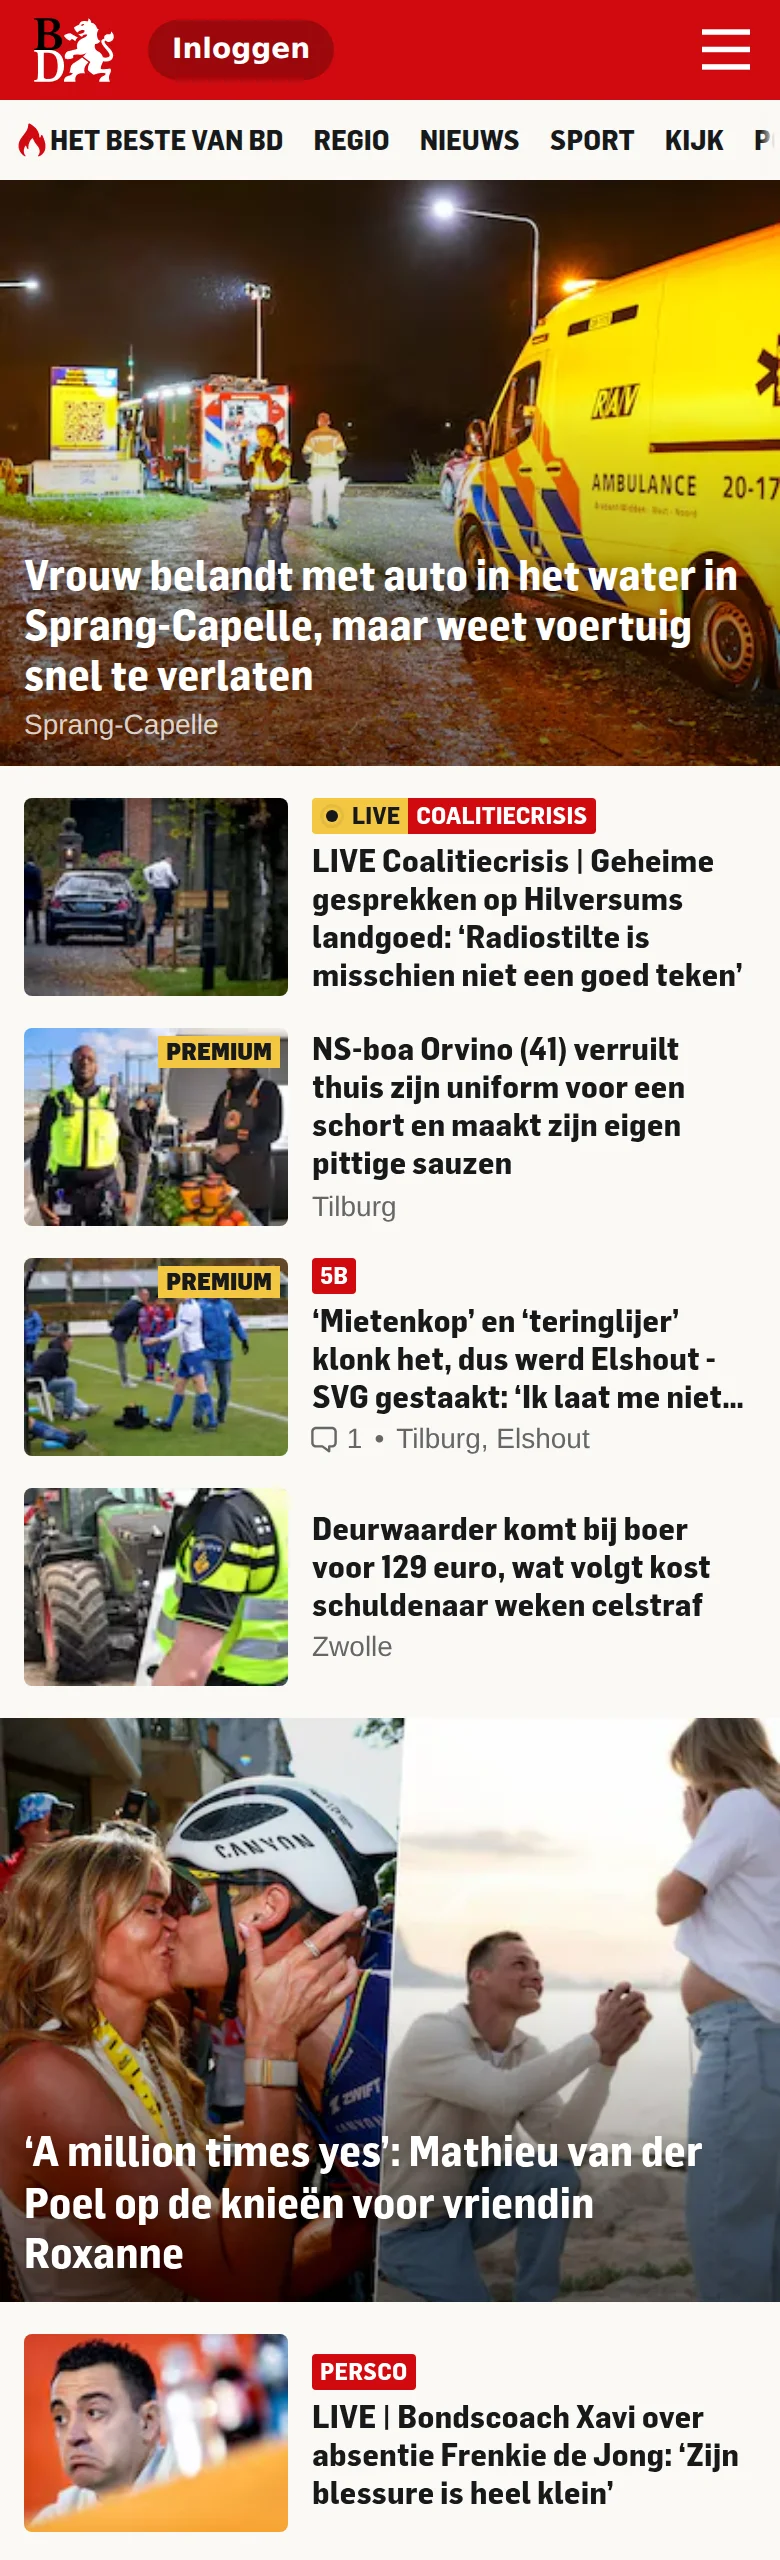 BD
Inloggen
HET BESTE VAN BD REGIO NIEUWS SPORT KIJK
RAV
AMBULANCE 20-17
Vrouw belandt met auto in het water in
Sprang-Capelle, maar weet voertuig
snel te verlaten
Sprang-Capelle
LIVE COALITIECRISIS
LIVE Coalitiecrisis | Geheime
gesprekken op Hilversums
landgoed: ‘Radiostilte is
misschien niet een goed teken’
PREMIUM
NS-boa Orvino (41) verruilt
thuis zijn uniform voor een
schort en maakt zijn eigen
pittige sauzen
Tilburg
PREMIUM
5B
‘Mietenkop’ en ‘teringlijer’
klonk het, dus werd Elshout -
SVG gestaakt: ‘Ik laat me niet...
1 • Tilburg, Elshout
Deurwaarder komt bij boer
voor 129 euro, wat volgt kost
schuldenaar weken celstraf
Zwolle
CANYON
ZWIFT
‘A million times yes’: Mathieu van der
Poel op de knieën voor vriendin
Roxanne
PERSCO
LIVE | Bondscoach Xavi over
absentie Frenkie de Jong: ‘Zijn
blessure is heel klein’